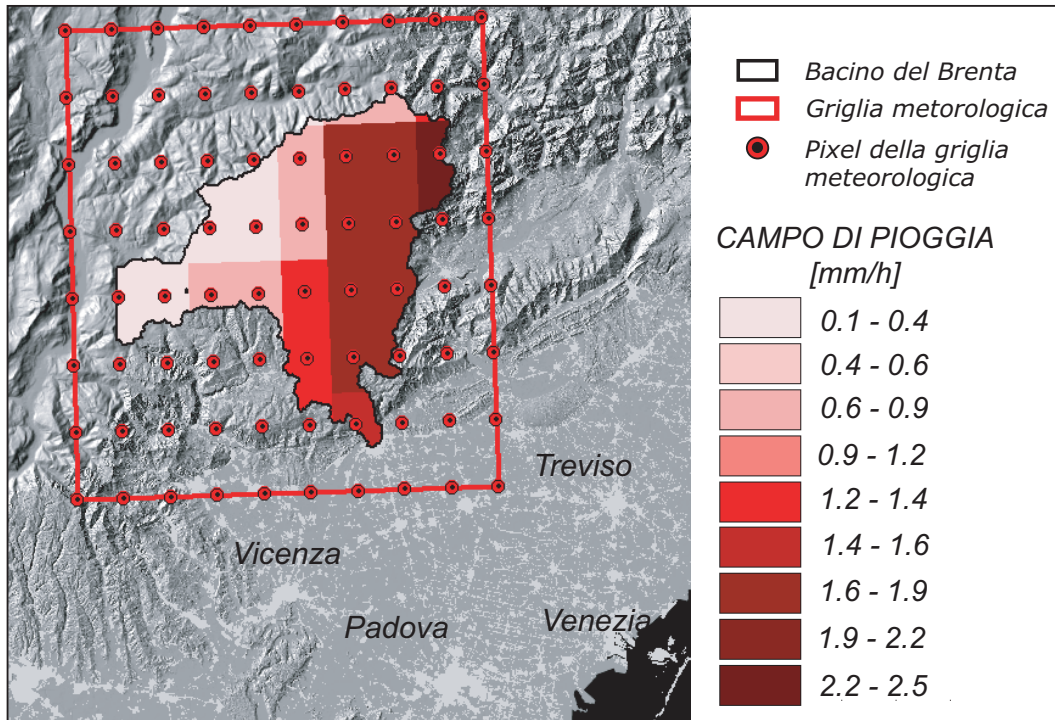 Bacino del Brenta
Griglia metorologica
Pixel della griglia
meteorologica
CAMPO DI PIOGGIA
[mm/h]
0.1 - 0.4
0.4 - 0.6
0.6 - 0.9
0.9 - 1.2
1.2 - 1.4
1.4 - 1.6
1.6 - 1.9
1.9 - 2.2
2.2 - 2.5
Treviso
Vicenza
Padova
Venezia